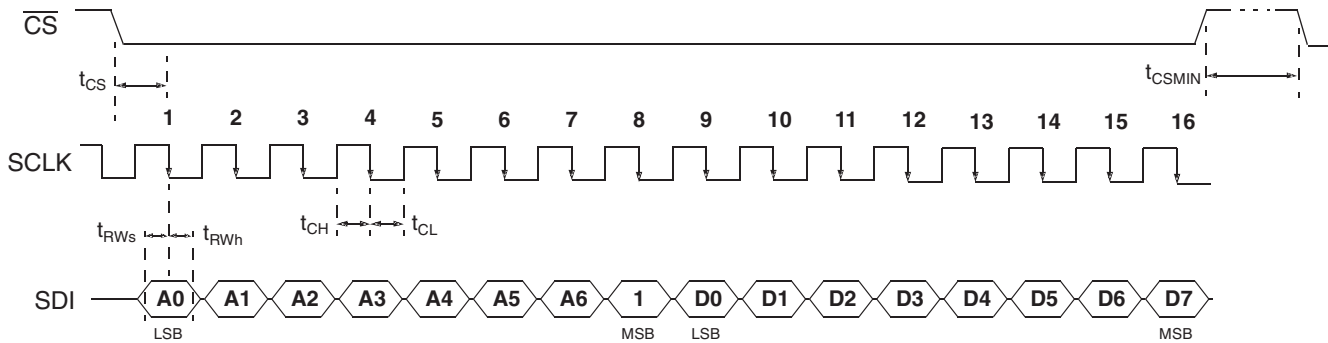 CS
tCS
tCSMIN
1 2 3 4 5 6 7 8 9 10 11 12 13 14 15 16
SCLK
tRWs tRWh tCH tCL
SDI A0 A1 A2 A3 A4 A5 A6 1 D0 D1 D2 D3 D4 D5 D6 D7
LSB MSB LSB MSB